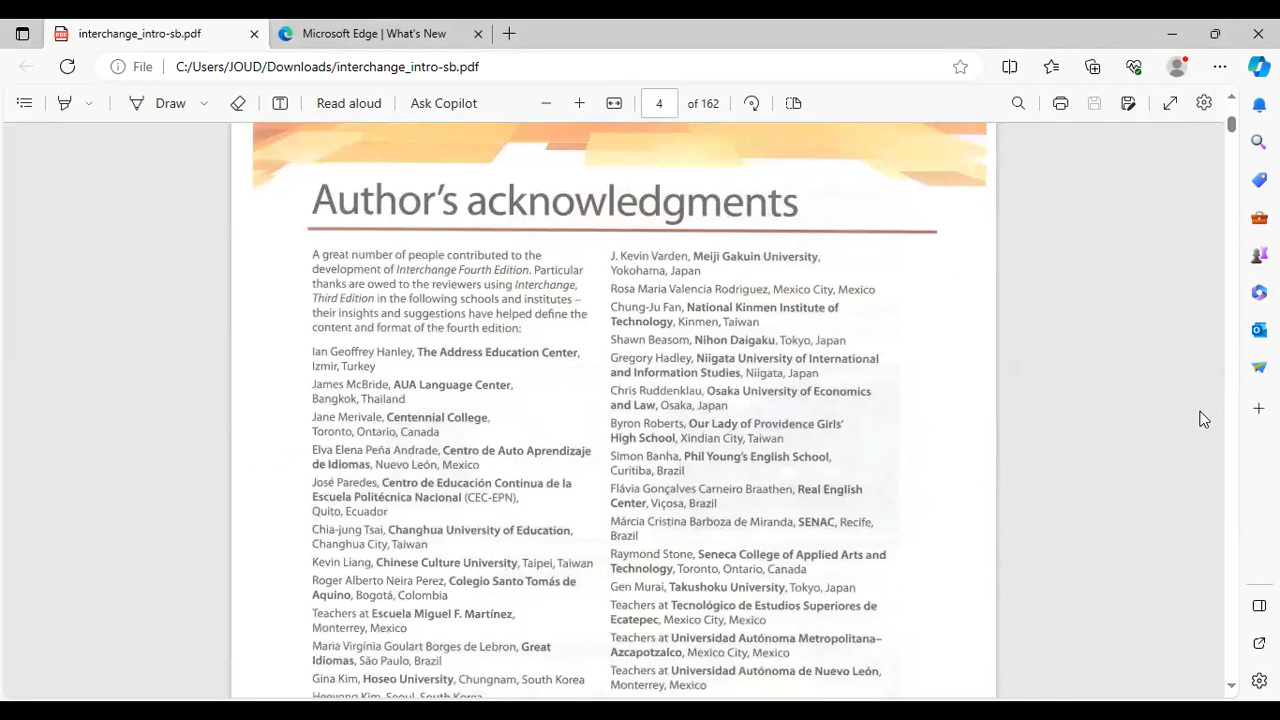 interchange_intro-sb.pdf
Microsoft Edge | What's New
File
C:/Users/JOUD/Downloads/interchange_intro-sb.pdf
Draw
Read aloud
Ask Copilot
4
of 162
Author's acknowledgments
A great number of people contributed to the
development of Interchange Fourth Edition. Particular
thanks are owed to the reviewers using Interchange,
Third Edition in the following schools and institutes –
their insights and suggestions have helped define the
content and format of the fourth edition:
Ian Geoffrey Hanley, The Address Education Center,
Izmir, Turkey
James McBride, AUA Language Center,
Bangkok, Thailand
Jane Merivale, Centennial College,
Toronto, Ontario, Canada
Elva Elena Peña Andrade, Centro de Auto Aprendizaje
de Idiomas, Nuevo León, Mexico
José Paredes, Centro de Educación Continua de la
Escuela Politécnica Nacional (CEC-EPN),
Quito, Ecuador
Chia-jung Tsai, Changhua University of Education,
Changhua City, Taiwan
Kevin Liang, Chinese Culture University, Taipei, Taiwan
Roger Alberto Neira Perez, Colegio Santo Tomás de
Aquino, Bogotá, Colombia
Teachers at Escuela Miguel F. Martínez,
Monterrey, Mexico
Maria Virgínia Goulart Borges de Lebron, Great
Idiomas, São Paulo, Brazil
Gina Kim, Hoseo University, Chungnam, South Korea
Heeyong Kim, Seoul, South Korea
J. Kevin Varden, Meiji Gakuin University,
Yokohama, Japan
Rosa Maria Valencia Rodriguez, Mexico City, Mexico
Chung-Ju Fan, National Kinmen Institute of
Technology, Kinmen, Taiwan
Shawn Beasom, Nihon Daigaku, Tokyo, Japan
Gregory Hadley, Niigata University of International
and Information Studies, Niigata, Japan
Chris Ruddenklau, Osaka University of Economics
and Law, Osaka, Japan
Byron Roberts, Our Lady of Providence Girls'
High School, Xindian City, Taiwan
Simon Banha, Phil Young's English School,
Curitiba, Brazil
Flávia Gonçalves Carneiro Braathen, Real English
Center, Viçosa, Brazil
Márcia Cristina Barboza de Miranda, SENAC, Recife,
Brazil
Raymond Stone, Seneca College of Applied Arts and
Technology, Toronto, Ontario, Canada
Gen Murai, Takushoku University, Tokyo, Japan
Teachers at Tecnológico de Estudios Superiores de
Ecatepec, Mexico City, Mexico
Teachers at Universidad Autónoma Metropolitana–
Azcapotzalco, Mexico City, Mexico
Teachers at Universidad Autónoma de Nuevo León,
Monterrey, Mexico